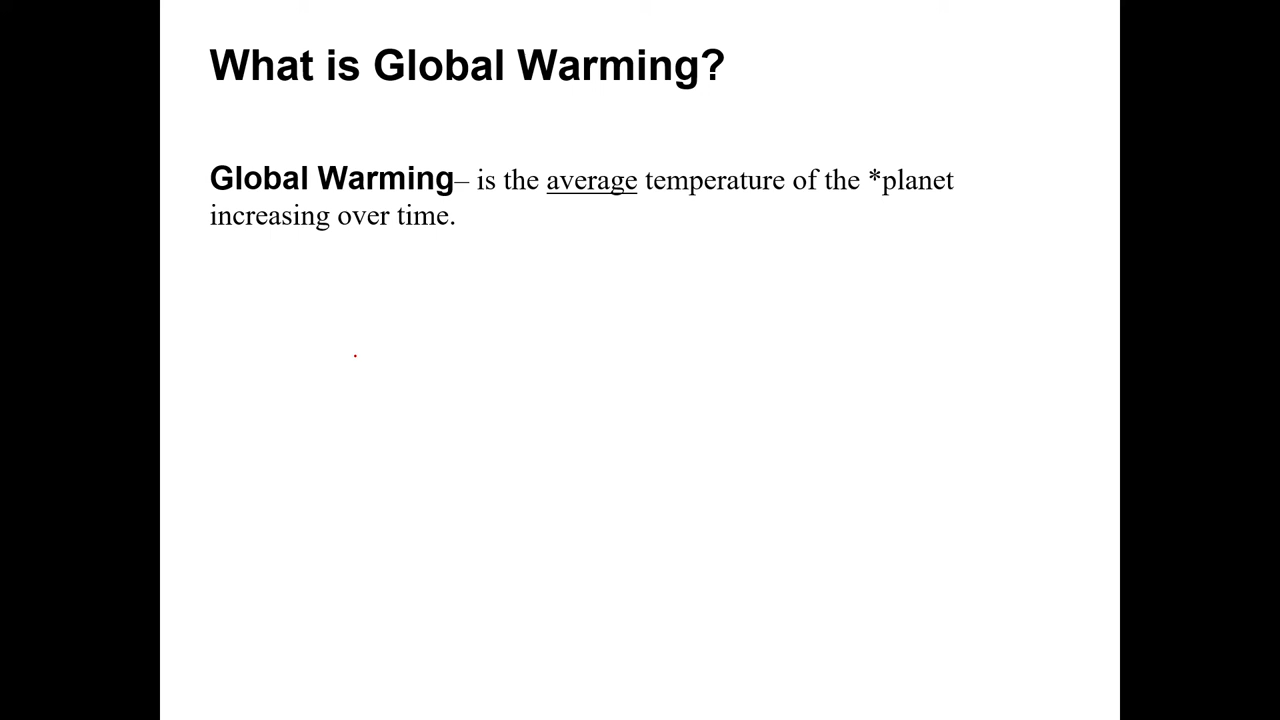 What is Global Warming?
Global Warming– is the average temperature of the *planet
increasing over time.